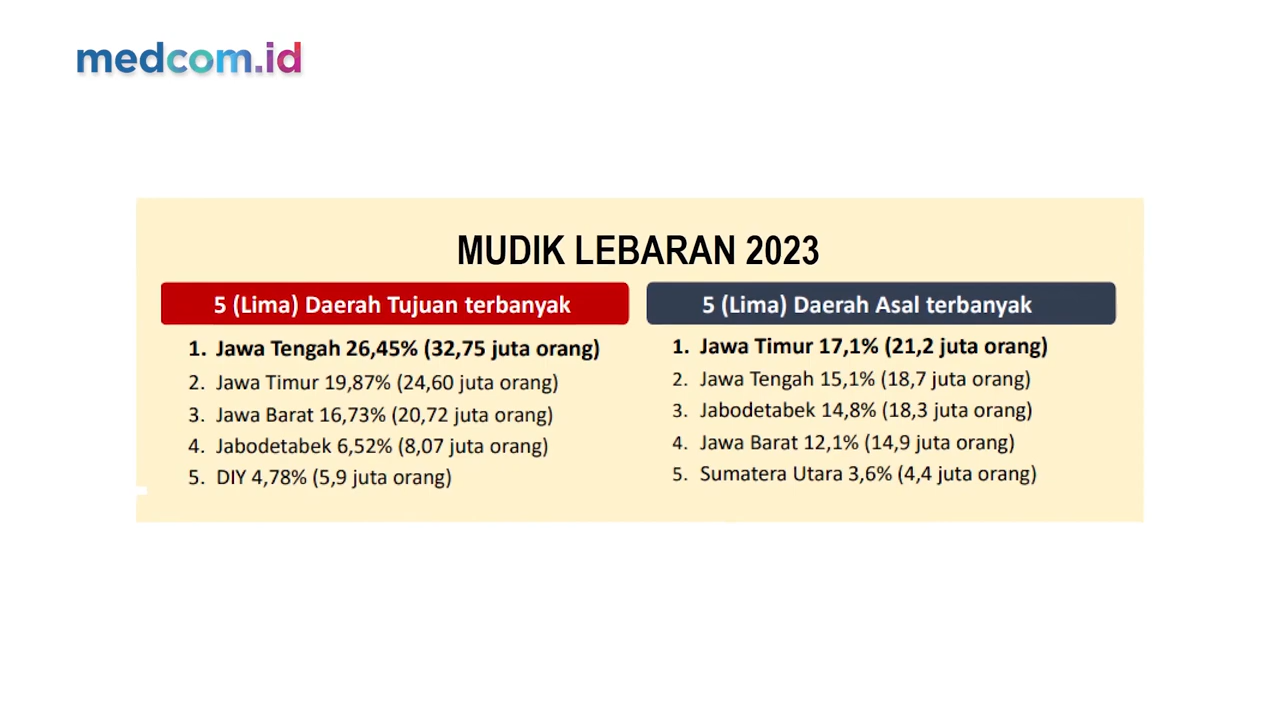 medcom.id
MUDIK LEBARAN 2023
5 (Lima) Daerah Tujuan terbanyak
1. Jawa Tengah 26,45% (32,75 juta orang)
2. Jawa Timur 19,87% (24,60 juta orang)
3. Jawa Barat 16,73% (20,72 juta orang)
4. Jabodetabek 6,52% (8,07 juta orang)
5. DIY 4,78% (5,9 juta orang)
5 (Lima) Daerah Asal terbanyak
1. Jawa Timur 17,1% (21,2 juta orang)
2. Jawa Tengah 15,1% (18,7 juta orang)
3. Jabodetabek 14,8% (18,3 juta orang)
4. Jawa Barat 12,1% (14,9 juta orang)
5. Sumatera Utara 3,6% (4,4 juta orang)